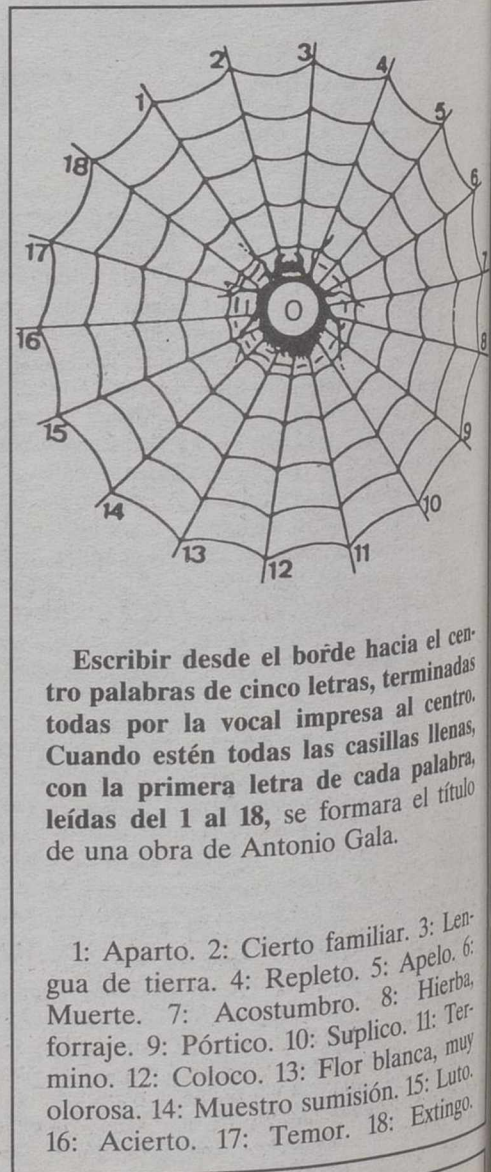 1
2
3
4
5
6
7
8
9
10
11
12
13
14
15
16
17
18
O
Escribir desde el borde hacia el cen-
tro palabras de cinco letras, terminadas
todas por la vocal impresa al centro.
Cuando estén todas las casillas llenas,
con la primera letra de cada palabra,
leídas del 1 al 18, se formara el título
de una obra de Antonio Gala.
1: Aparto. 2: Cierto familiar. 3: Len-
gua de tierra. 4: Repleto. 5: Apelo. 6:
Muerte. 7: Acostumbro. 8: Hierba,
forraje. 9: Pórtico. 10: Suplico. 11: Ter-
mino. 12: Coloco. 13: Flor blanca, muy
olorosa. 14: Muestro sumisión. 15: Luto.
16: Acierto. 17: Temor. 18: Extingo.